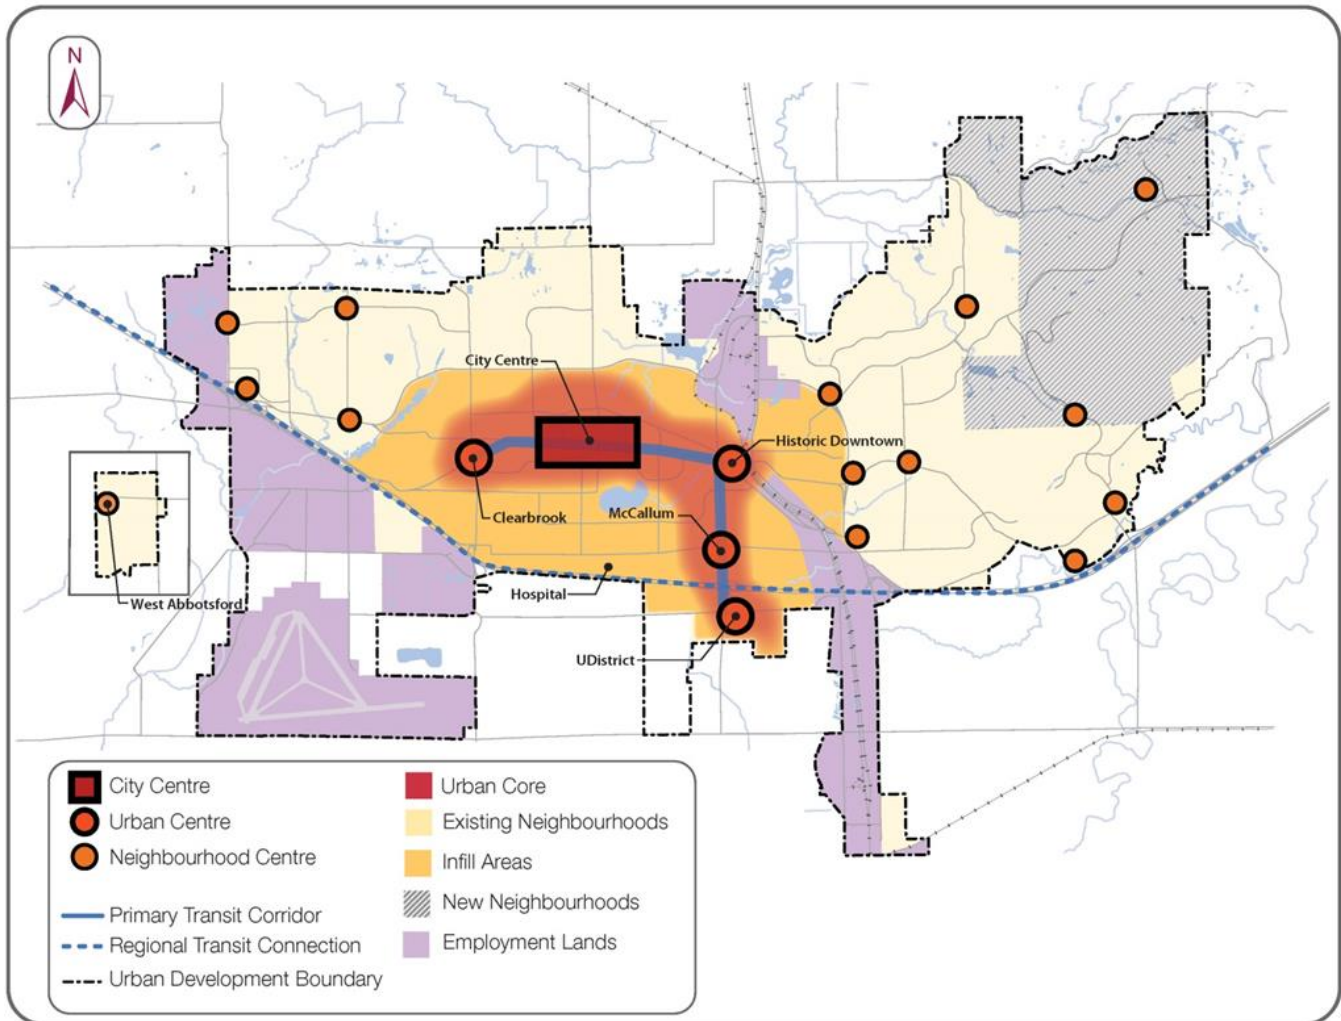 N
City Centre
Historic Downtown
Clearbrook
McCallum
West Abbotsford
Hospital
UDistrict
City Centre
Urban Centre
Neighbourhood Centre
Primary Transit Corridor
Regional Transit Connection
Urban Development Boundary
Urban Core
Existing Neighbourhoods
Infill Areas
New Neighbourhoods
Employment Lands